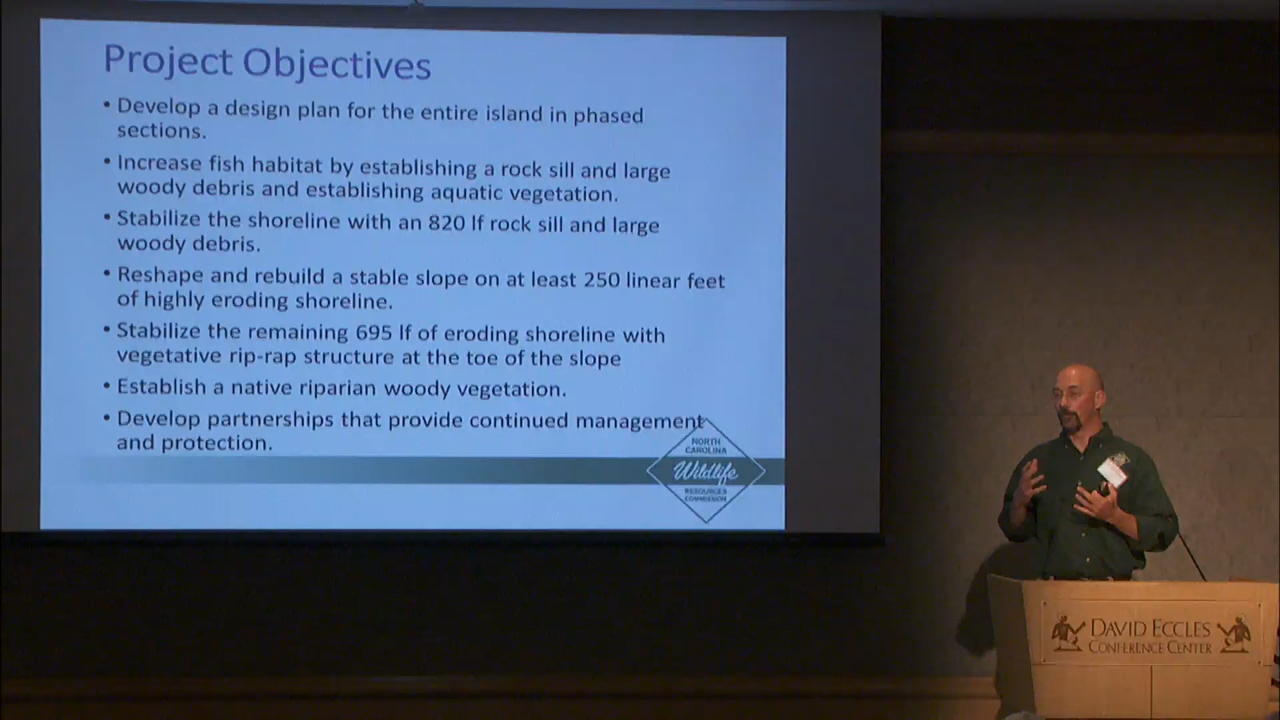 Project Objectives
• Develop a design plan for the entire island in phased
sections.
• Increase fish habitat by establishing a rock sill and large
woody debris and establishing aquatic vegetation.
• Stabilize the shoreline with an 820 lf rock sill and large
woody debris.
• Reshape and rebuild a stable slope on at least 250 linear feet
of highly eroding shoreline.
• Stabilize the remaining 695 lf of eroding shoreline with
vegetative rip-rap structure at the toe of the slope
• Establish a native riparian woody vegetation.
• Develop partnerships that provide continued management
and protection.
NORTH
CAROLINA
Wildlife
RESOURCES
COMMISSION
DAVID ECCLES
CONFERENCE CENTER